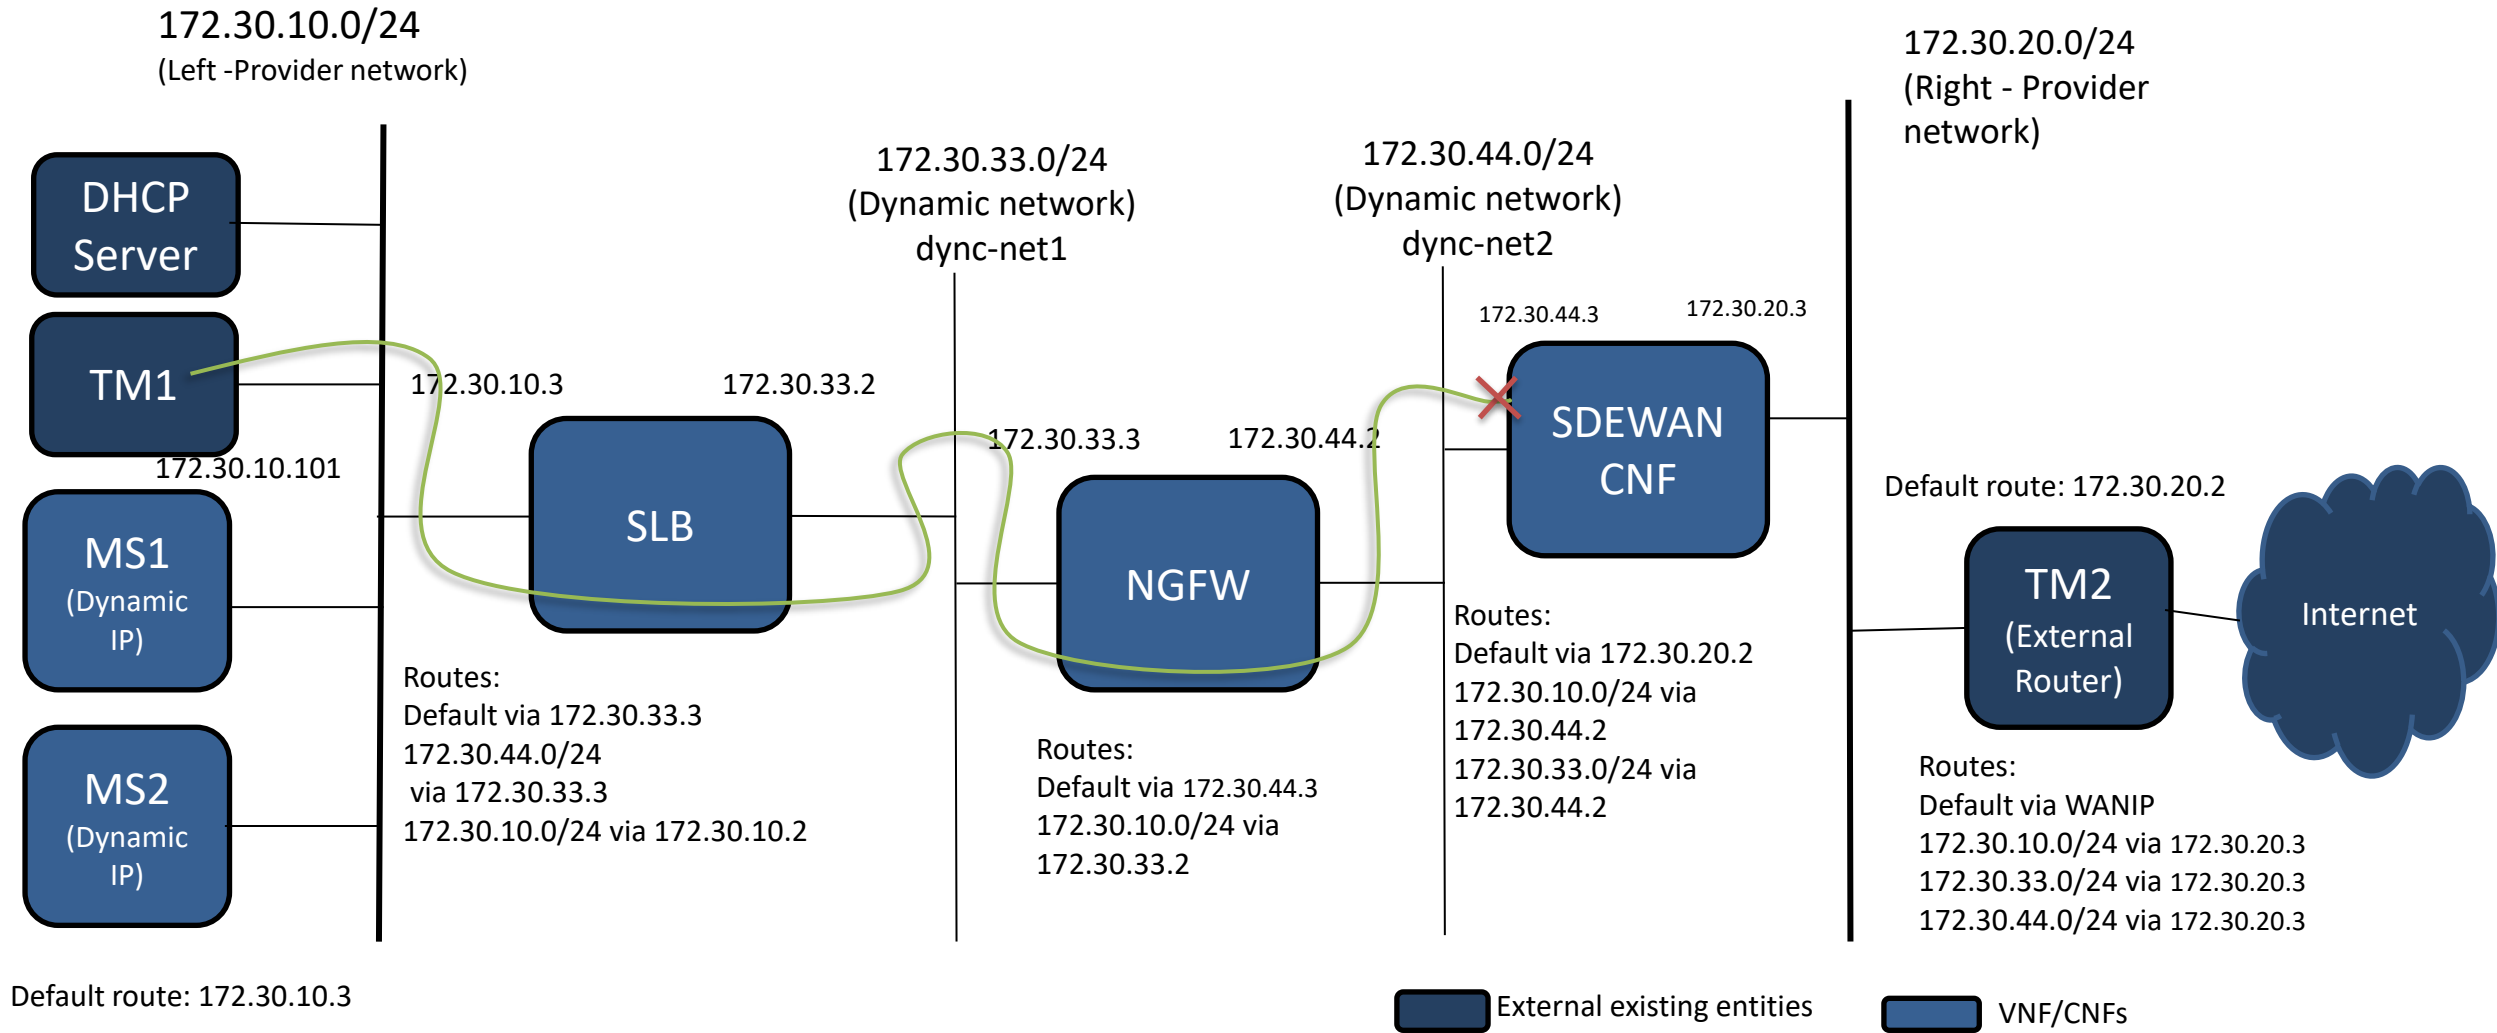 172.30.10.0/24
(Left -Provider network)
172.30.20.0/24
(Right - Provider
network)
172.30.33.0/24
(Dynamic network)
dync-net1
172.30.44.0/24
(Dynamic network)
dync-net2
DHCP
Server
TM1
172.30.10.101
MS1
(Dynamic
IP)
MS2
(Dynamic
IP)
Default route: 172.30.10.3
172.30.10.3
172.30.33.2
SLB
Routes:
Default via 172.30.33.3
172.30.44.0/24
via 172.30.33.3
172.30.10.0/24 via 172.30.10.2
172.30.33.3
172.30.44.2
NGFW
Routes:
Default via 172.30.44.3
172.30.10.0/24 via
172.30.33.2
172.30.44.3
172.30.20.3
SDEWAN
CNF
Routes:
Default via 172.30.20.2
172.30.10.0/24 via
172.30.44.2
172.30.33.0/24 via
172.30.44.2
Default route: 172.30.20.2
TM2
(External
Router)
Internet
Routes:
Default via WANIP
172.30.10.0/24 via 172.30.20.3
172.30.33.0/24 via 172.30.20.3
172.30.44.0/24 via 172.30.20.3
External existing entities
VNF/CNFs